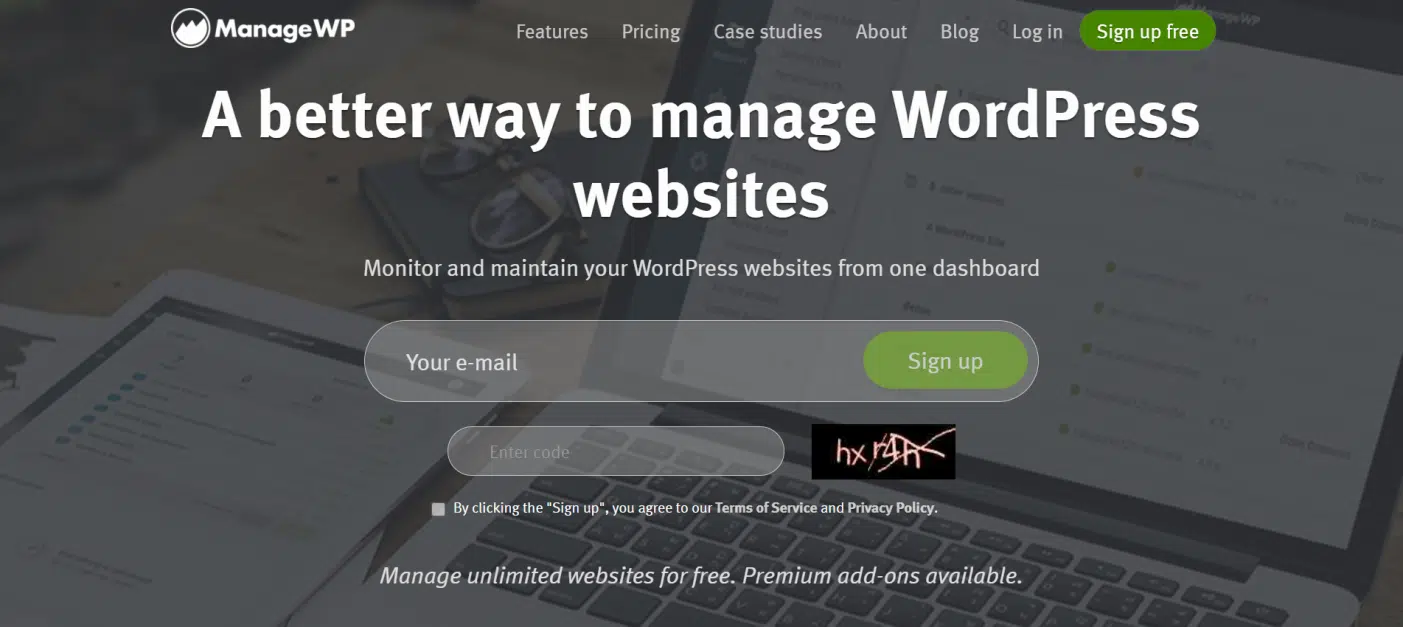 ManageWP
Features Pricing Case studies About Blog Log in Sign up free
A better way to manage WordPress
websites
Monitor and maintain your WordPress websites from one dashboard
Your e-mail Sign up
Enter code
By clicking the "Sign up", you agree to our Terms of Service and Privacy Policy.
Manage unlimited websites for free. Premium add-ons available.